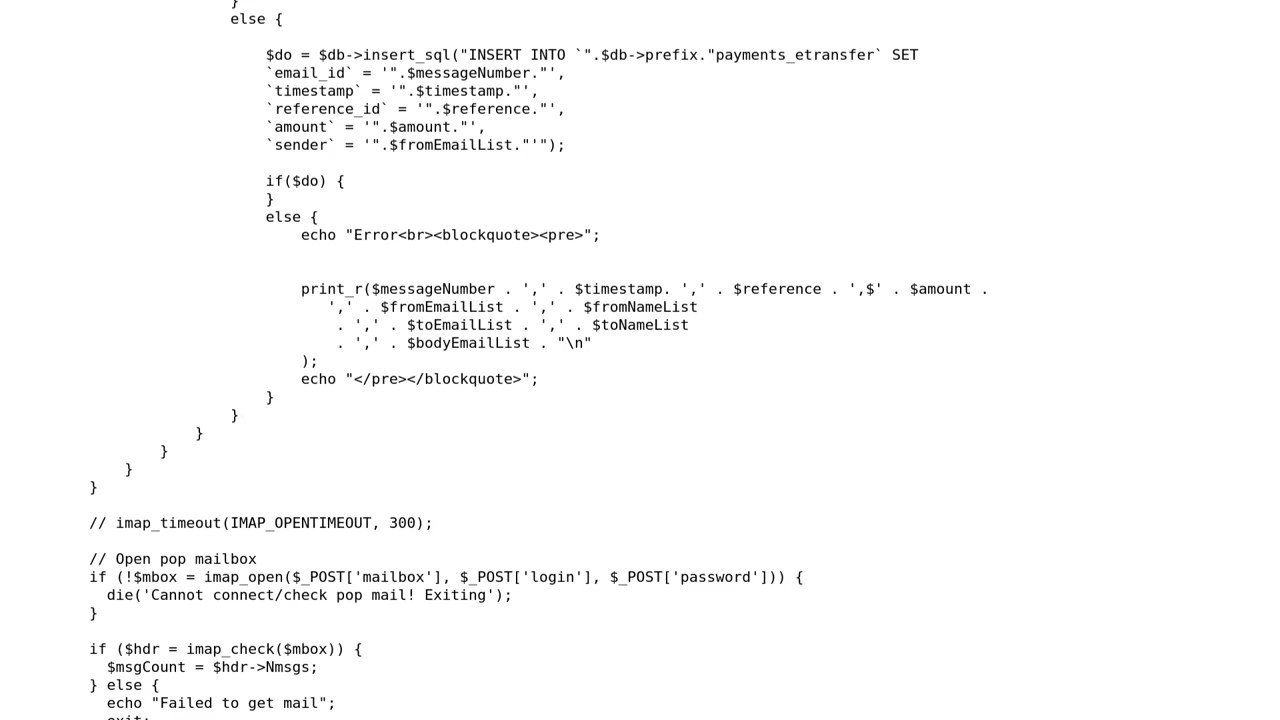 }
else {
$do = $db->insert_sql("INSERT INTO `".$db->prefix."payments_etransfer` SET
`email_id` = '".$messageNumber."',
`timestamp` = '".$timestamp."',
`reference_id` = '".$reference."',
`amount` = '".$amount."',
`sender` = '".$fromEmailList."'");
if($do) {
}
else {
echo "Error<br><blockquote><pre>";
print_r($messageNumber . ',' . $timestamp. ',' . $reference . ',$' . $amount .
',' . $fromEmailList . ',' . $fromNameList
. ',' . $toEmailList . ',' . $toNameList
. ',' . $bodyEmailList . "\n"
);
echo "</pre></blockquote>";
}
}
}
}
}
}
// imap_timeout(IMAP_OPENTIMEOUT, 300);
// Open pop mailbox
if (!$mbox = imap_open($_POST['mailbox'], $_POST['login'], $_POST['password'])) {
die('Cannot connect/check pop mail! Exiting');
}
if ($hdr = imap_check($mbox)) {
$msgCount = $hdr->Nmsgs;
} else {
echo "Failed to get mail";
exit;